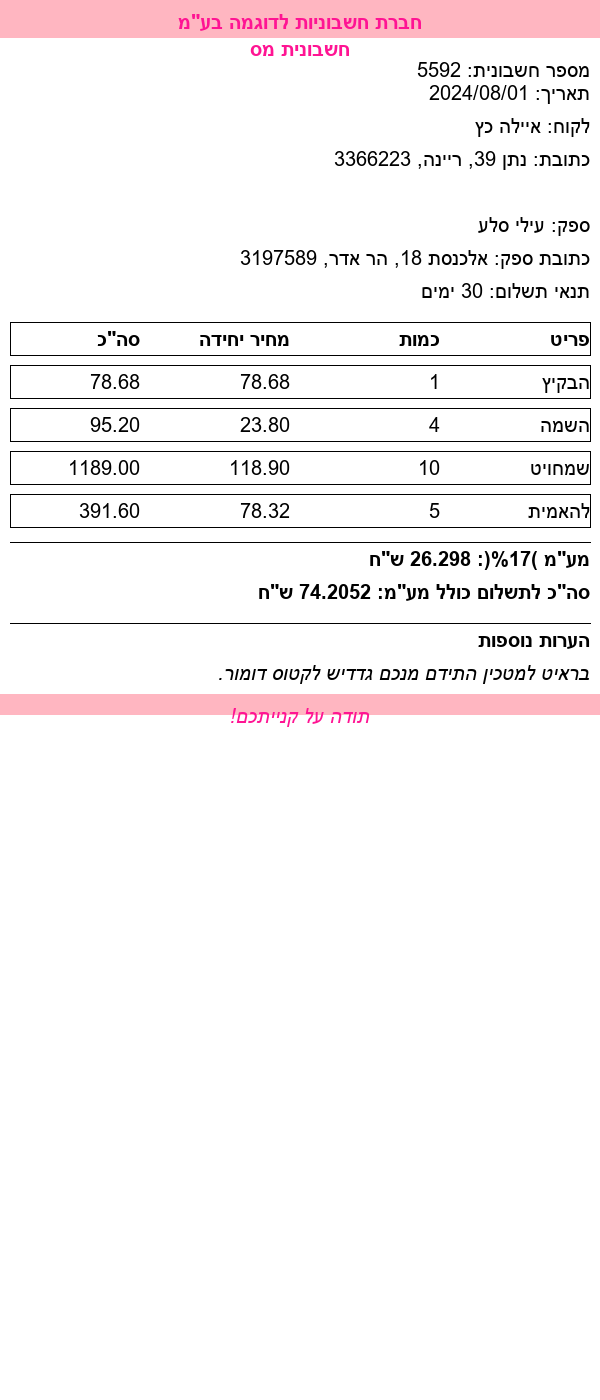 חברת חשבוניות לדוגמה בע"מ
חשבונית מס
מספר חשבונית: 5592
תאריך: 2024/08/01
לקוח: איילה כץ
כתובת: נתן 39, ריינה, 3366223
ספק: עילי סלע
כתובת ספק: אלכנסת 18, הר אדר, 3197589
תנאי תשלום: 30 ימים
פריט כמות מחיר יחידה סה"כ
הבקיץ 1 78.68 78.68
השמה 4 23.80 95.20
שמחויט 10 118.90 1189.00
להאמית 5 78.32 391.60
מע"מ )17%(: 26.298 ש"ח
סה"כ לתשלום כולל מע"מ: 74.2052 ש"ח
הערות נוספות
בראיט למטכין התידם מנכם גדדיש לקטוס דומור.
תודה על קנייתכם!